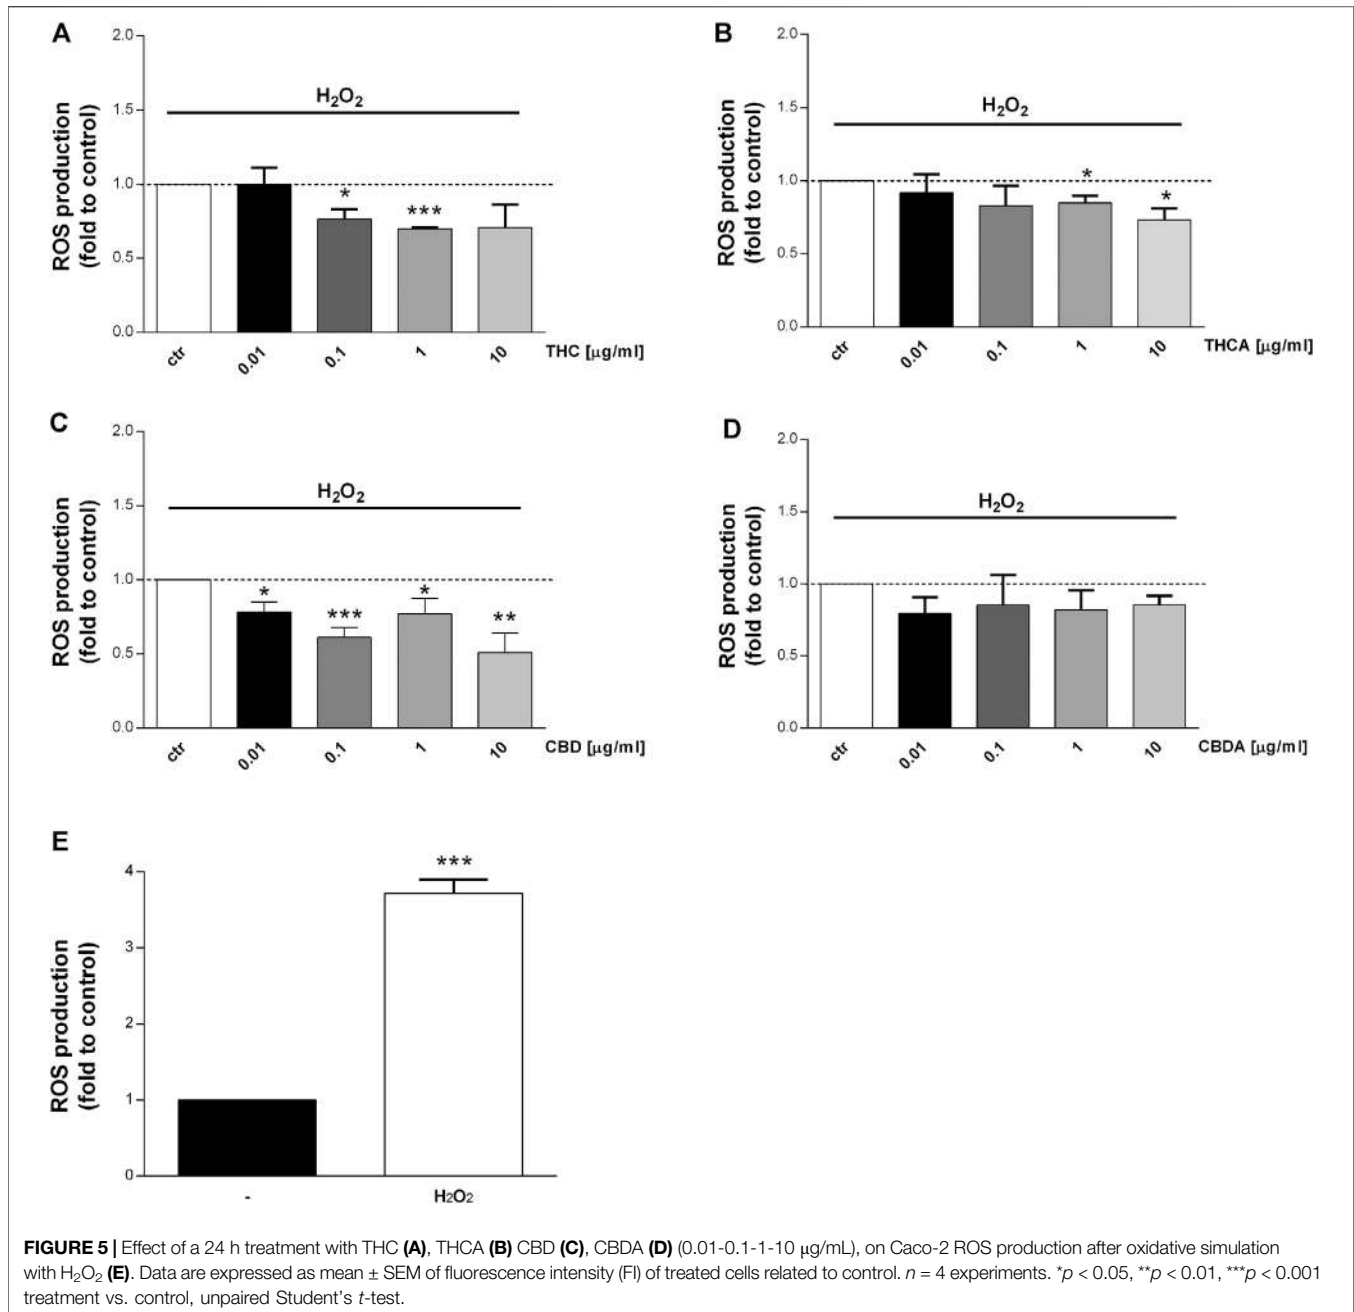 A
2.0
1.5
1.0
0.5
0.0
ROS production
(fold to control)
H2O2
*
***
ctr
0.01
0.1
1
10
THC [µg/ml]
B
2.0
1.5
1.0
0.5
0.0
ROS production
(fold to control)
H2O2
*
*
ctr
0.01
0.1
1
10
THCA [µg/ml]
C
2.0
1.5
1.0
0.5
0.0
ROS production
(fold to control)
H2O2
*
***
*
**
ctr
0.01
0.1
1
10
CBD [µg/ml]
D
2.0
1.5
1.0
0.5
0.0
ROS production
(fold to control)
H2O2
ctr
0.01
0.1
1
10
CBDA [µg/ml]
E
4
3
2
1
0
ROS production
(fold to control)
***
-
H2O2
FIGURE 5 | Effect of a 24 h treatment with THC (A), THCA (B) CBD (C), CBDA (D) (0.01-0.1-1-10 µg/mL), on Caco-2 ROS production after oxidative simulation
with H2O2 (E). Data are expressed as mean ± SEM of fluorescence intensity (FI) of treated cells related to control. n = 4 experiments. *p < 0.05, **p < 0.01, ***p < 0.001
treatment vs. control, unpaired Student's t-test.